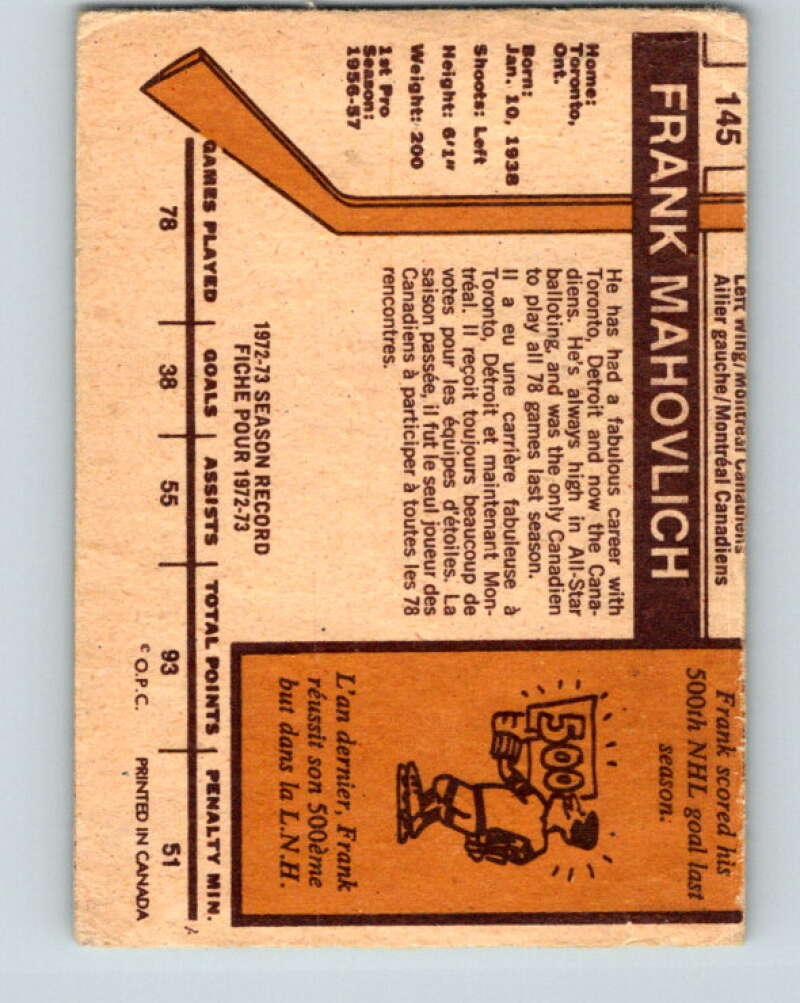 145
Left Wing/Montreal Canadiens
Ailier gauche/Montréal Canadiens
FRANK MAHOVLICH
Home:
Toronto,
Ont.
Born:
Jan. 10, 1938
Shoots: Left
Height: 6'1"
Weight: 200
1st Pro
Season:
1956-57
He has had a fabulous career with
Toronto, Detroit and now the Cana-
diens. He's always high in All-Star
balloting, and was the only Canadien
to play all 78 games last season.
Il a eu une carrière fabuleuse à
Toronto, Détroit et maintenant Mon-
tréal. Il reçoit toujours beaucoup de
votes pour les équipes d'étoiles. La
saison passée, il fut le seul joueur des
Canadiens à participer à toutes les 78
rencontres.
Frank scored his
500th NHL goal last
season.
500
L'an dernier, Frank
réussit son 500ème
but dans la L.N.H.
1972-73 SEASON RECORD
FICHE POUR 1972-73
GAMES PLAYED GOALS ASSISTS TOTAL POINTS PENALTY MIN.
78 38 55 93 51
© O.P.C. PRINTED IN CANADA